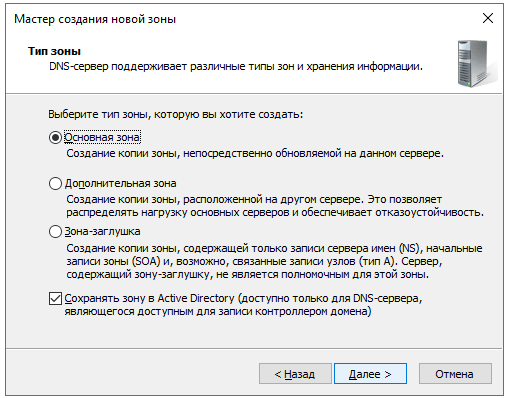 Мастер создания новой зоны
Тип зоны
DNS-сервер поддерживает различные типы зон и хранения информации.
Выберите тип зоны, которую вы хотите создать:
Основная зона
Создание копии зоны, непосредственно обновляемой на данном сервере.
Дополнительная зона
Создание копии зоны, расположенной на другом сервере. Это позволяет
распределять нагрузку основных серверов и обеспечивает отказоустойчивость.
Зона-заглушка
Создание копии зоны, содержащей только записи сервера имен (NS), начальные
записи зоны (SOA) и, возможно, связанные записи узлов (тип A). Сервер,
содержащий зону-заглушку, не является полномочным для этой зоны.
Сохранять зону в Active Directory (доступно только для DNS-сервера,
являющегося доступным для записи контроллером домена)
< Назад Далее > Отмена